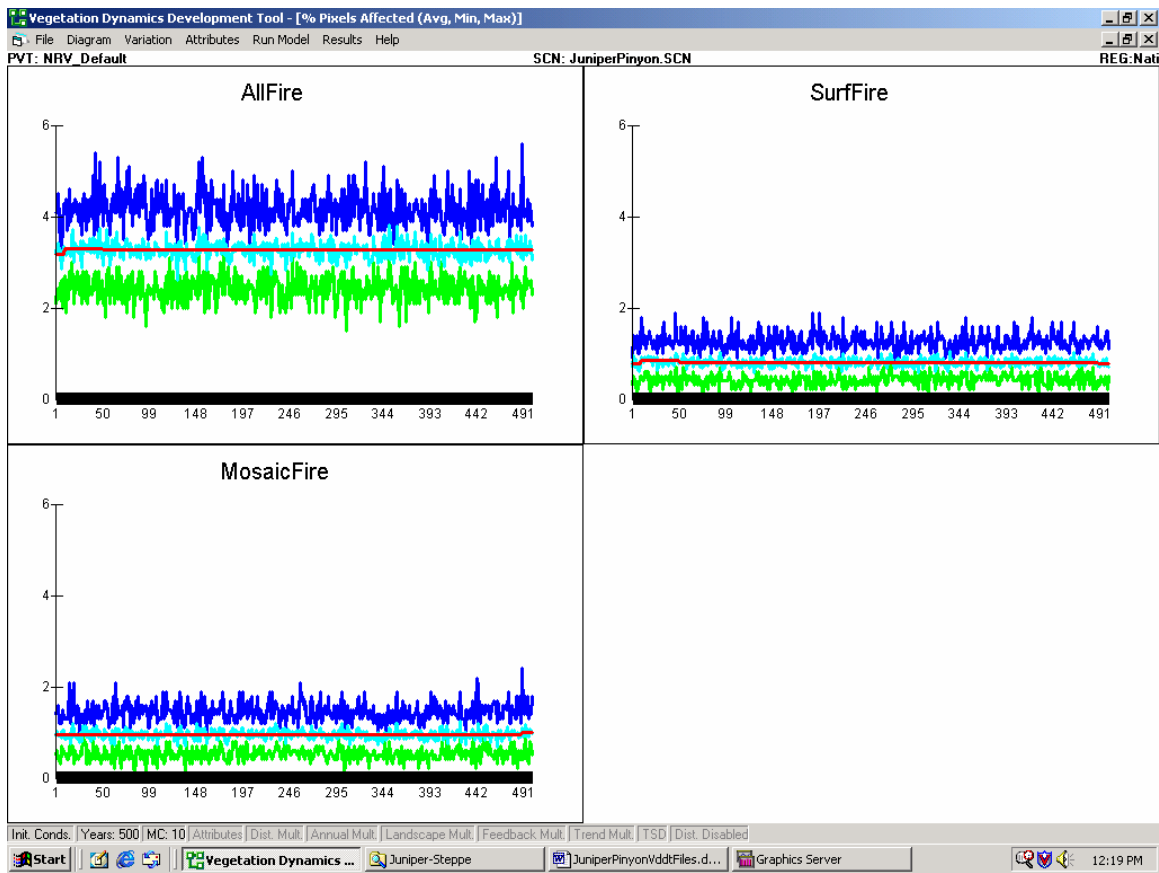 Vegetation Dynamics Development Tool - [% Pixels Affected (Avg, Min, Max)]
File Diagram Variation Attributes Run Model Results Help
PVT: NRV_Default SCN: JuniperPinyon.SCN REG:Nati
AllFire
6
4
2
0
1 50 99 148 197 246 295 344 393 442 491
SurfFire
6
4
2
0
1 50 99 148 197 246 295 344 393 442 491
MosaicFire
6
4
2
0
1 50 99 148 197 246 295 344 393 442 491
Init. Conds. Years: 500 MC: 10 Attributes Dist. Mult. Annual Mult. Landscape Mult. Feedback Mult. Trend Mult. TSD Dist. Disabled
Start Vegetation Dynamics ... Juniper-Steppe JuniperPinyonVddtFiles.d... Graphics Server 12:19 PM